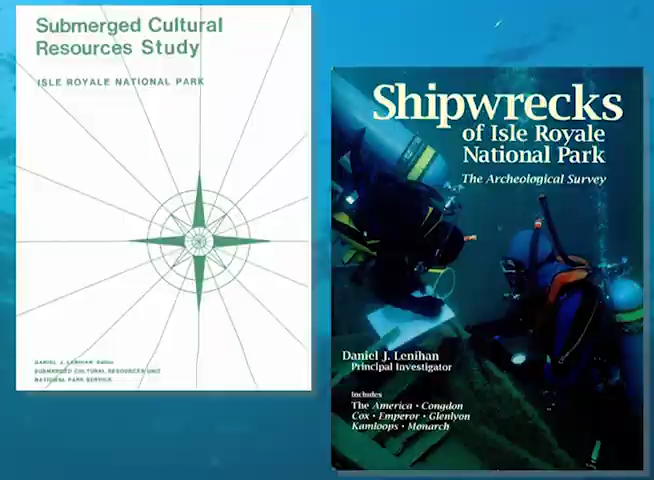 Submerged Cultural
Resources Study
ISLE ROYALE NATIONAL PARK
DANIEL J. LENIHAN Editor
SUBMERGED CULTURAL RESOURCES UNIT
NATIONAL PARK SERVICE
Shipwrecks
of Isle Royale
National Park
The Archeological Survey
Daniel J. Lenihan
Principal Investigator
Includes
The America · Congdon
Cox · Emperor · Glenlyon
Kamloops · Monarch